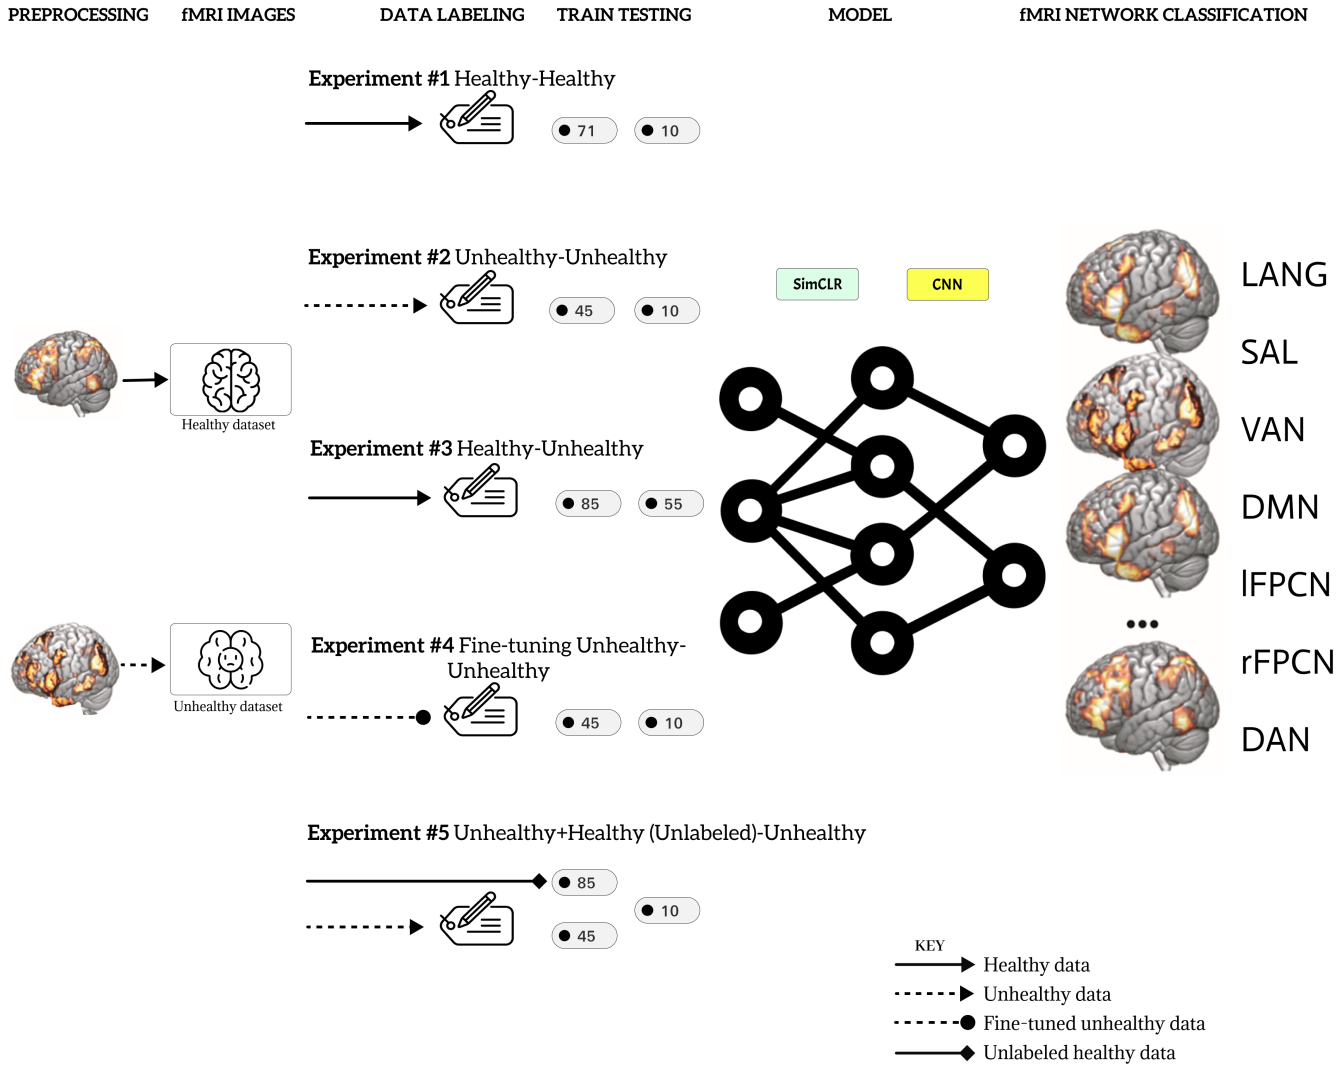 PREPROCESSING fMRI IMAGES DATA LABELING TRAIN TESTING MODEL fMRI NETWORK CLASSIFICATION
Experiment #1 Healthy-Healthy
71 10
Experiment #2 Unhealthy-Unhealthy
45 10
Healthy dataset
Experiment #3 Healthy-Unhealthy
85 55
Unhealthy dataset
Experiment #4 Fine-tuning Unhealthy-
Unhealthy
45 10
Experiment #5 Unhealthy+Healthy (Unlabeled)-Unhealthy
85
10
45
SimCLR CNN
LANG
SAL
VAN
DMN
lFPCN
rFPCN
DAN
KEY
Healthy data
Unhealthy data
Fine-tuned unhealthy data
Unlabeled healthy data